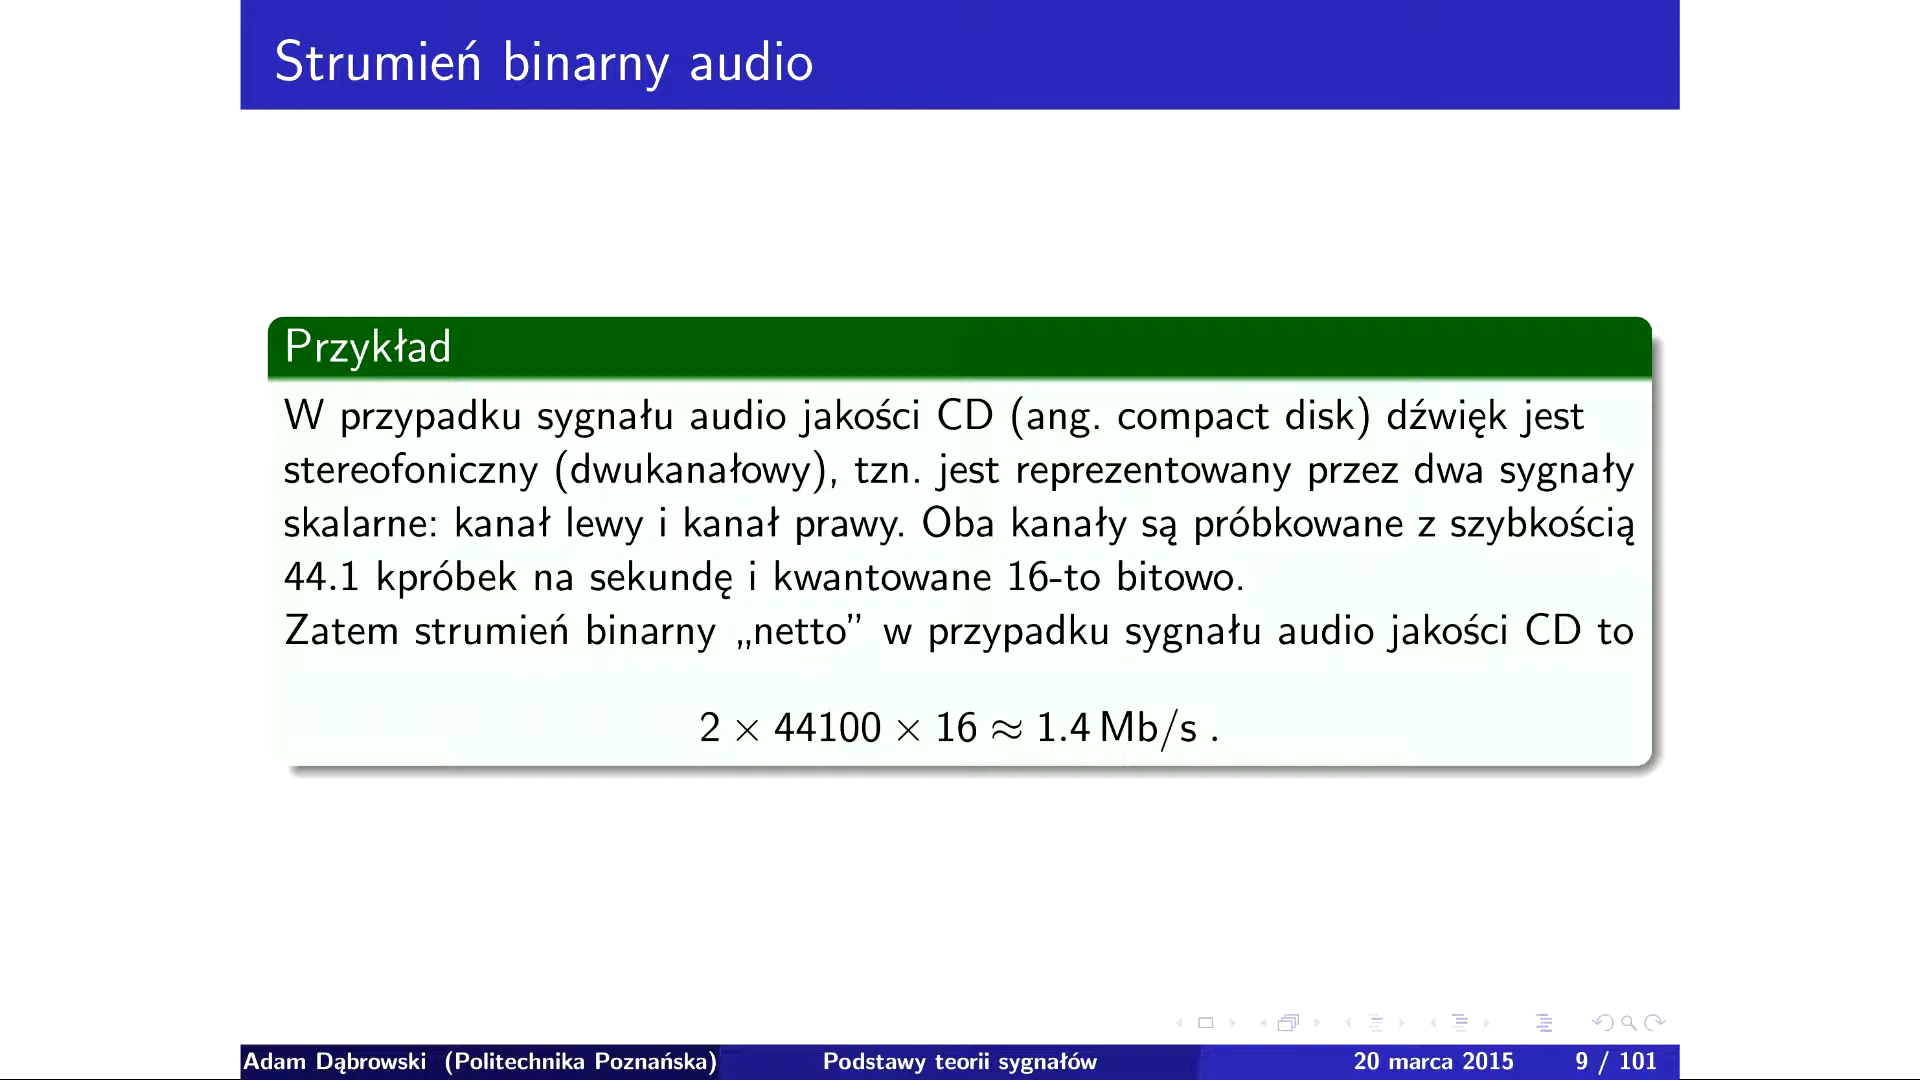 Strumień binarny audio
Przykład
W przypadku sygnału audio jakości CD (ang. compact disk) dźwięk jest
stereofoniczny (dwukanałowy), tzn. jest reprezentowany przez dwa sygnały
skalarne: kanał lewy i kanał prawy. Oba kanały są próbkowane z szybkością
44.1 kpróbek na sekundę i kwantowane 16-to bitowo.
Zatem strumień binarny „netto” w przypadku sygnału audio jakości CD to
2 × 44100 × 16 ≈ 1.4 Mb/s .
Adam Dąbrowski (Politechnika Poznańska) Podstawy teorii sygnałów 20 marca 2015 9 / 101